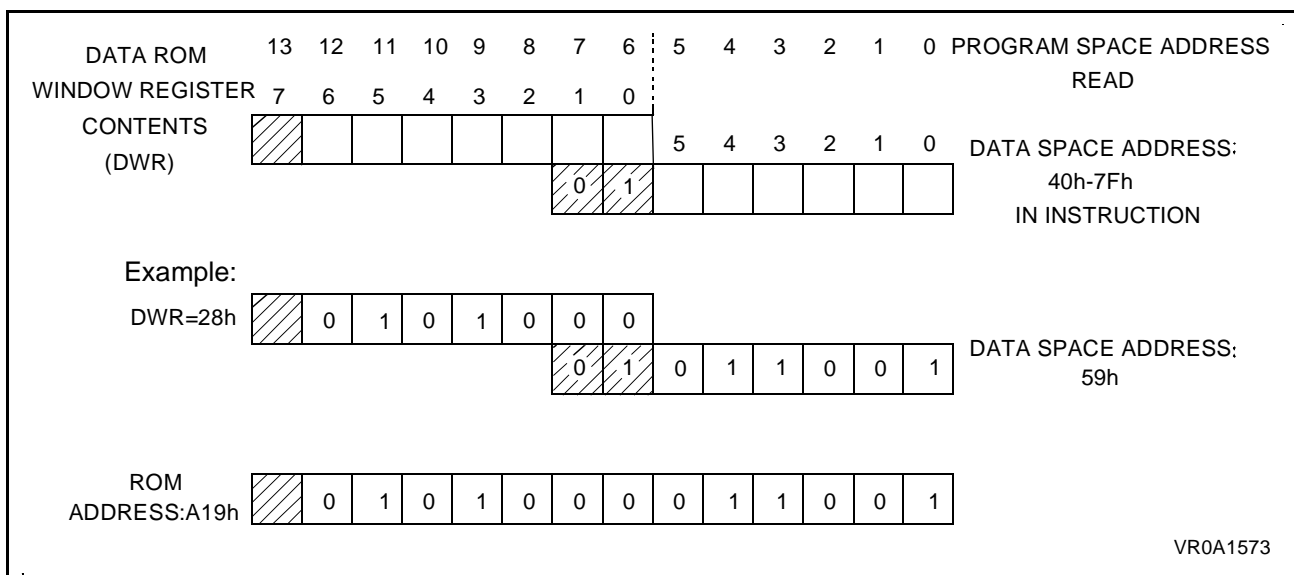 13 12 11 10 9 8 7 6 5 4 3 2 1 0 PROGRAM SPACE ADDRESS
DATA ROM
READ
WINDOW REGISTER 7 6 5 4 3 2 1 0
CONTENTS
(DWR)
5 4 3 2 1 0 DATA SPACE ADDRESS:
0 1 40h-7Fh
IN INSTRUCTION
Example:
DWR=28h 0 1 0 1 0 0 0
0 1 0 1 1 0 0 1 DATA SPACE ADDRESS:
59h
ROM
ADDRESS:A19h 0 1 0 1 0 0 0 0 1 1 0 0 1
VR0A1573